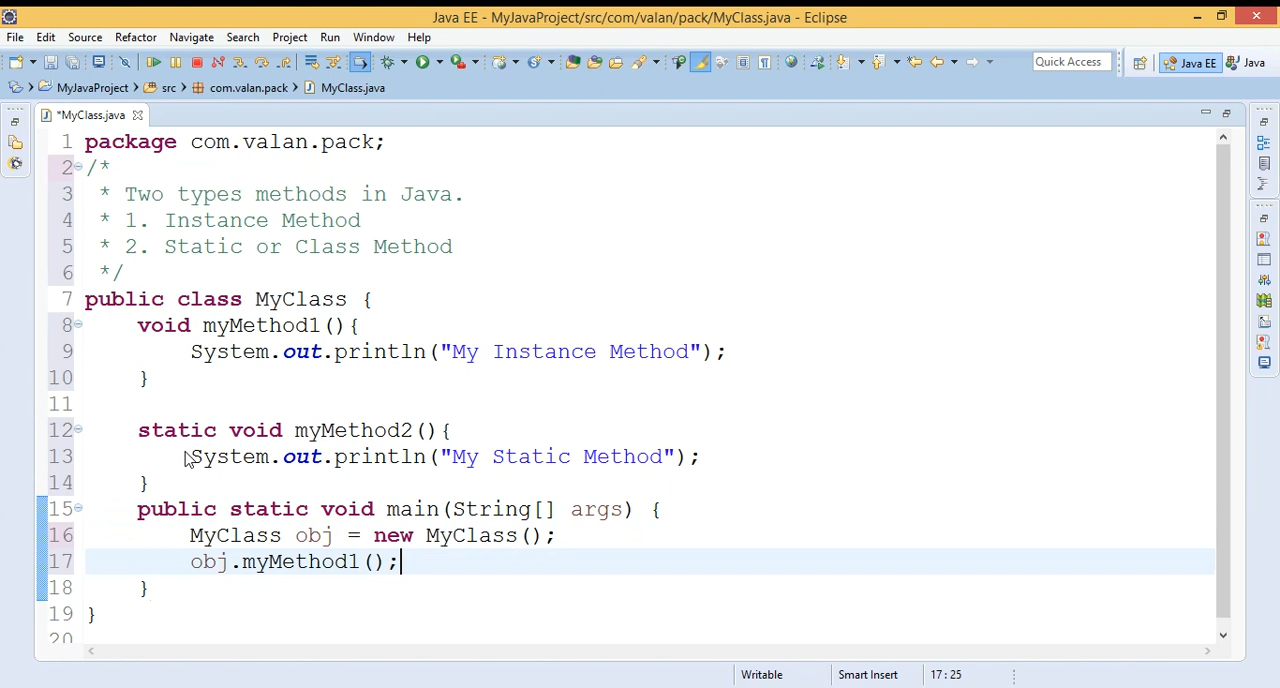 Java EE - MyJavaProject/src/com/valan/pack/MyClass.java - Eclipse
File Edit Source Refactor Navigate Search Project Run Window Help
Quick Access Java EE Java
MyJavaProject src com.valan.pack MyClass.java
*MyClass.java
1 package com.valan.pack;
2 /*
3 * Two types methods in Java.
4 * 1. Instance Method
5 * 2. Static or Class Method
6 */
7 public class MyClass {
8 void myMethod1(){
9 System.out.println("My Instance Method");
10 }
11
12 static void myMethod2(){
13 System.out.println("My Static Method");
14 }
15 public static void main(String[] args) {
16 MyClass obj = new MyClass();
17 obj.myMethod1();
18 }
19 }
20
Writable Smart Insert 17 : 25